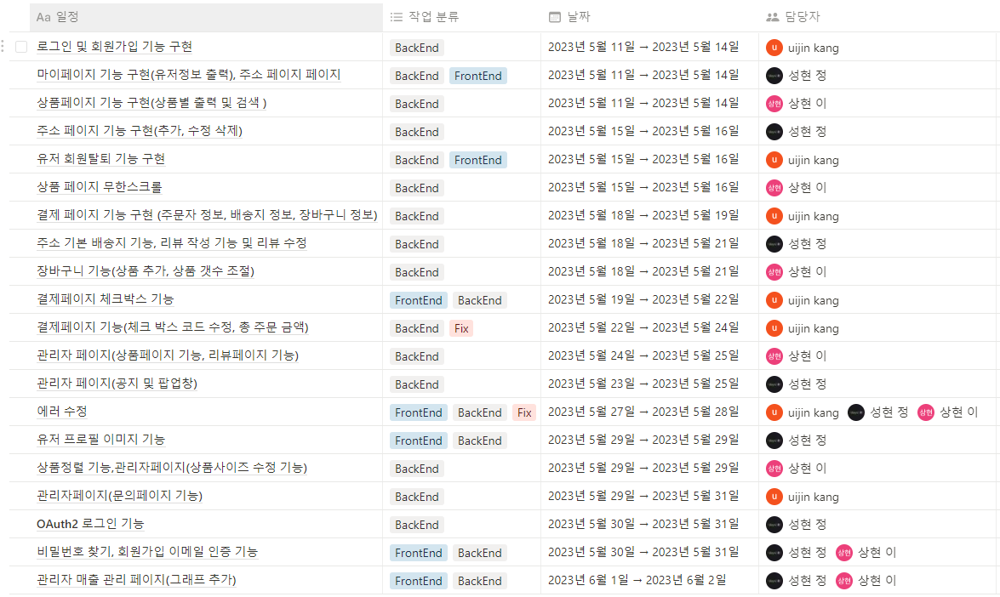 Aa 일정 작업 분류 날짜 담당자
로그인 및 회원가입 기능 구현 BackEnd 2023년 5월 11일 → 2023년 5월 14일 u uijin kang
마이페이지 기능 구현(유저정보 출력), 주소 페이지 페이지 BackEnd FrontEnd 2023년 5월 11일 → 2023년 5월 14일 성현 정
상품페이지 기능 구현(상품별 출력 및 검색 ) BackEnd 2023년 5월 11일 → 2023년 5월 14일 상현 상현 이
주소 페이지 기능 구현(추가, 수정 삭제) BackEnd 2023년 5월 15일 → 2023년 5월 16일 성현 정
유저 회원탈퇴 기능 구현 BackEnd FrontEnd 2023년 5월 15일 → 2023년 5월 16일 u uijin kang
상품 페이지 무한스크롤 BackEnd 2023년 5월 15일 → 2023년 5월 16일 상현 상현 이
결제 페이지 기능 구현 (주문자 정보, 배송지 정보, 장바구니 정보) BackEnd 2023년 5월 18일 → 2023년 5월 19일 u uijin kang
주소 기본 배송지 기능, 리뷰 작성 기능 및 리뷰 수정 BackEnd 2023년 5월 18일 → 2023년 5월 21일 성현 정
장바구니 기능(상품 추가, 상품 갯수 조절) BackEnd 2023년 5월 18일 → 2023년 5월 21일 상현 상현 이
결제페이지 체크박스 기능 FrontEnd BackEnd 2023년 5월 19일 → 2023년 5월 22일 u uijin kang
결제페이지 기능(체크 박스 코드 수정, 총 주문 금액) BackEnd Fix 2023년 5월 22일 → 2023년 5월 24일 u uijin kang
관리자 페이지(상품페이지 기능, 리뷰페이지 기능) BackEnd 2023년 5월 24일 → 2023년 5월 25일 상현 상현 이
관리자 페이지(공지 및 팝업창) BackEnd 2023년 5월 23일 → 2023년 5월 25일 성현 정
에러 수정 FrontEnd BackEnd Fix 2023년 5월 27일 → 2023년 5월 28일 u uijin kang 성현 정 상현 상현 이
유저 프로필 이미지 기능 FrontEnd BackEnd 2023년 5월 29일 → 2023년 5월 29일 성현 정
상품정렬 기능,관리자페이지(상품사이즈 수정 기능) BackEnd 2023년 5월 29일 → 2023년 5월 29일 상현 상현 이
관리자페이지(문의페이지 기능) BackEnd 2023년 5월 29일 → 2023년 5월 31일 u uijin kang
OAuth2 로그인 기능 BackEnd 2023년 5월 30일 → 2023년 5월 31일 성현 정
비밀번호 찾기, 회원가입 이메일 인증 기능 FrontEnd BackEnd 2023년 5월 30일 → 2023년 5월 31일 성현 정 상현 상현 이
관리자 매출 관리 페이지(그래프 추가) FrontEnd BackEnd 2023년 6월 1일 → 2023년 6월 2일 성현 정 상현 상현 이